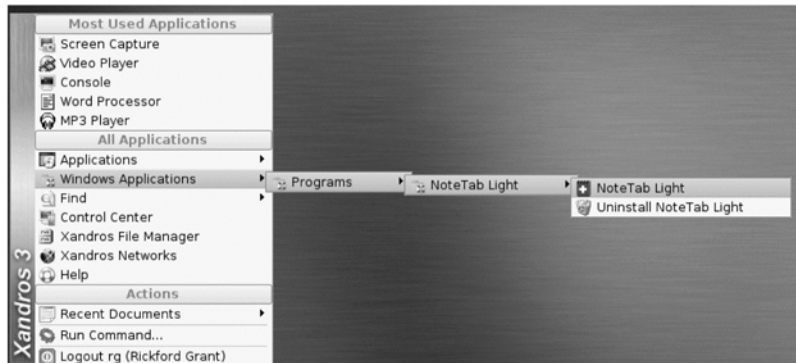 Most Used Applications
Screen Capture
Video Player
Console
Word Processor
MP3 Player
All Applications
Applications
Windows Applications
Programs
NoteTab Light
NoteTab Light
Uninstall NoteTab Light
Find
Control Center
Xandros File Manager
Xandros Networks
Help
Actions
Recent Documents
Run Command...
Logout rg (Rickford Grant)
Xandros 3